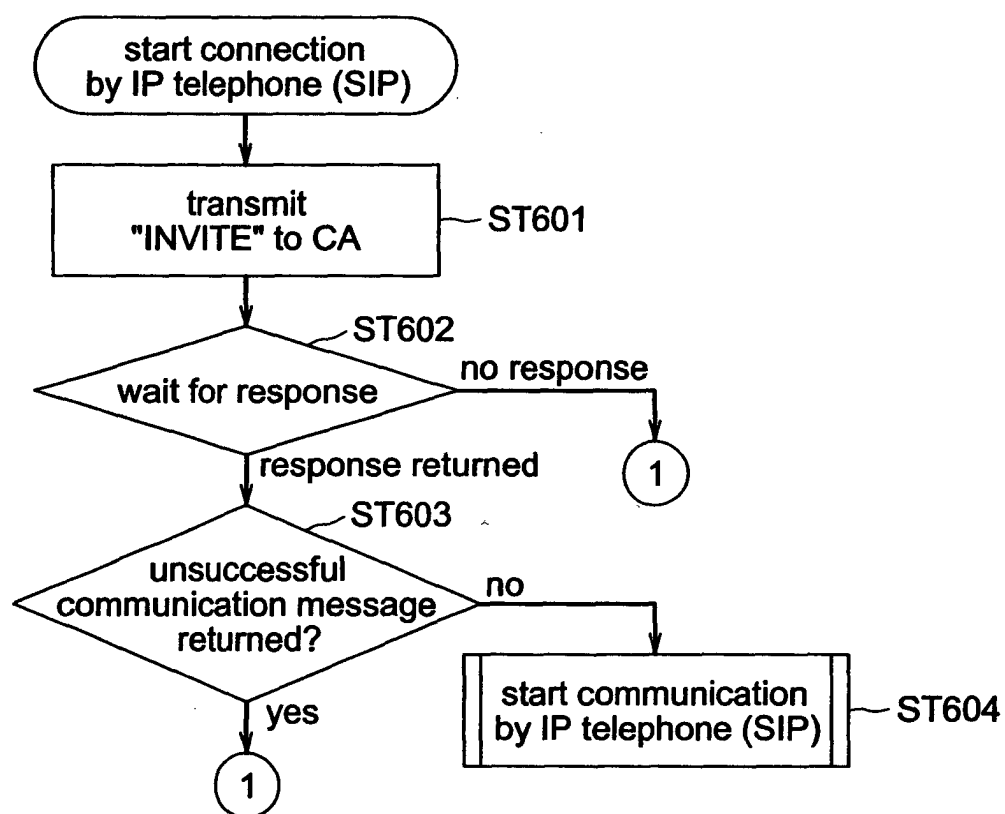 start connection
by IP telephone (SIP)
transmit
"INVITE" to CA
ST601
ST602
wait for response
no response
1
response returned
ST603
unsuccessful
communication message
returned?
no
start communication
by IP telephone (SIP)
ST604
yes
1